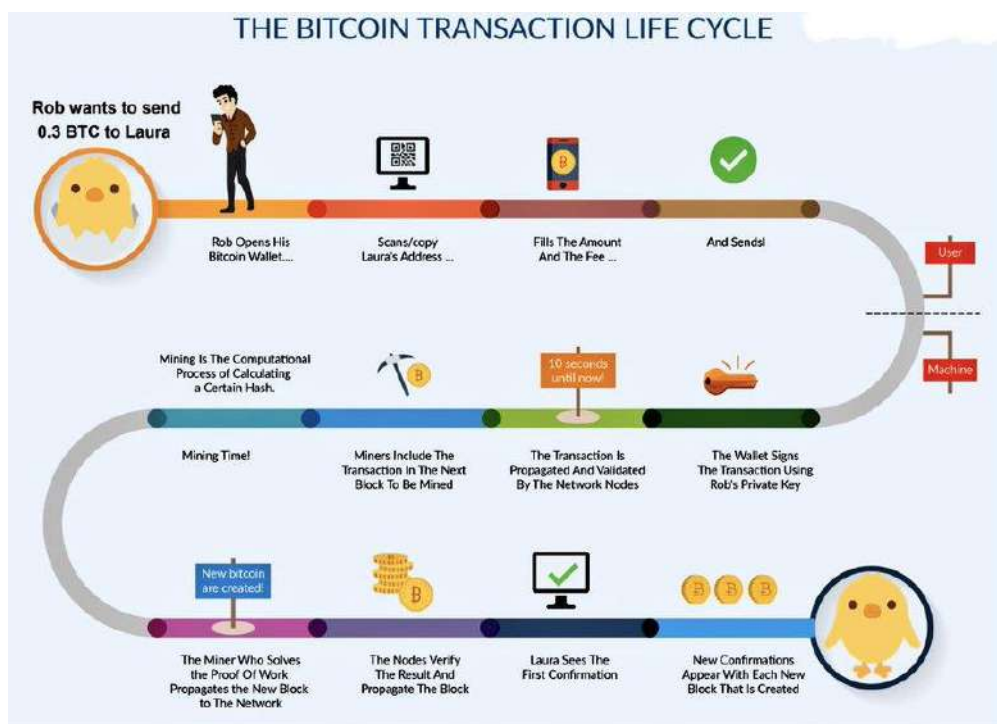 THE BITCOIN TRANSACTION LIFE CYCLE
Rob wants to send
0.3 BTC to Laura
Rob Opens His
Bitcoin Wallet....
Scans/copy
Laura's Address ...
Fills The Amount
And The Fee ...
And Sends!
User
Machine
Mining Is The Computational
Process of Calculating
a Certain Hash.
10 seconds
until now!
Mining Time!
Miners Include The
Transaction In The Next
Block To Be Mined
The Transaction Is
Propagated And Validated
By The Network Nodes
The Wallet Signs
The Transaction Using
Rob's Private Key
New bitcoin
are created!
The Miner Who Solves
the Proof Of Work
Propagates the New Block
to The Network
The Nodes Verify
The Result And
Propagate The Block
Laura Sees The
First Confirmation
New Confirmations
Appear With Each New
Block That Is Created